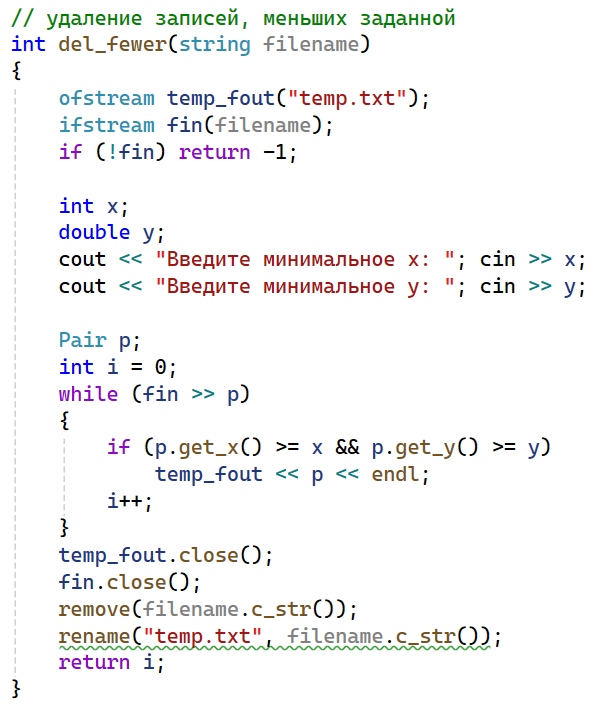 // удаление записей, меньших заданной
int del_fewer(string filename)
{
    ofstream temp_fout("temp.txt");
    ifstream fin(filename);
    if (!fin) return -1;

    int x;
    double y;
    cout << "Введите минимальное x: "; cin >> x;
    cout << "Введите минимальное y: "; cin >> y;

    Pair p;
    int i = 0;
    while (fin >> p)
    {
        if (p.get_x() >= x && p.get_y() >= y)
            temp_fout << p << endl;
        i++;
    }
    temp_fout.close();
    fin.close();
    remove(filename.c_str());
    rename("temp.txt", filename.c_str());
    return i;
}